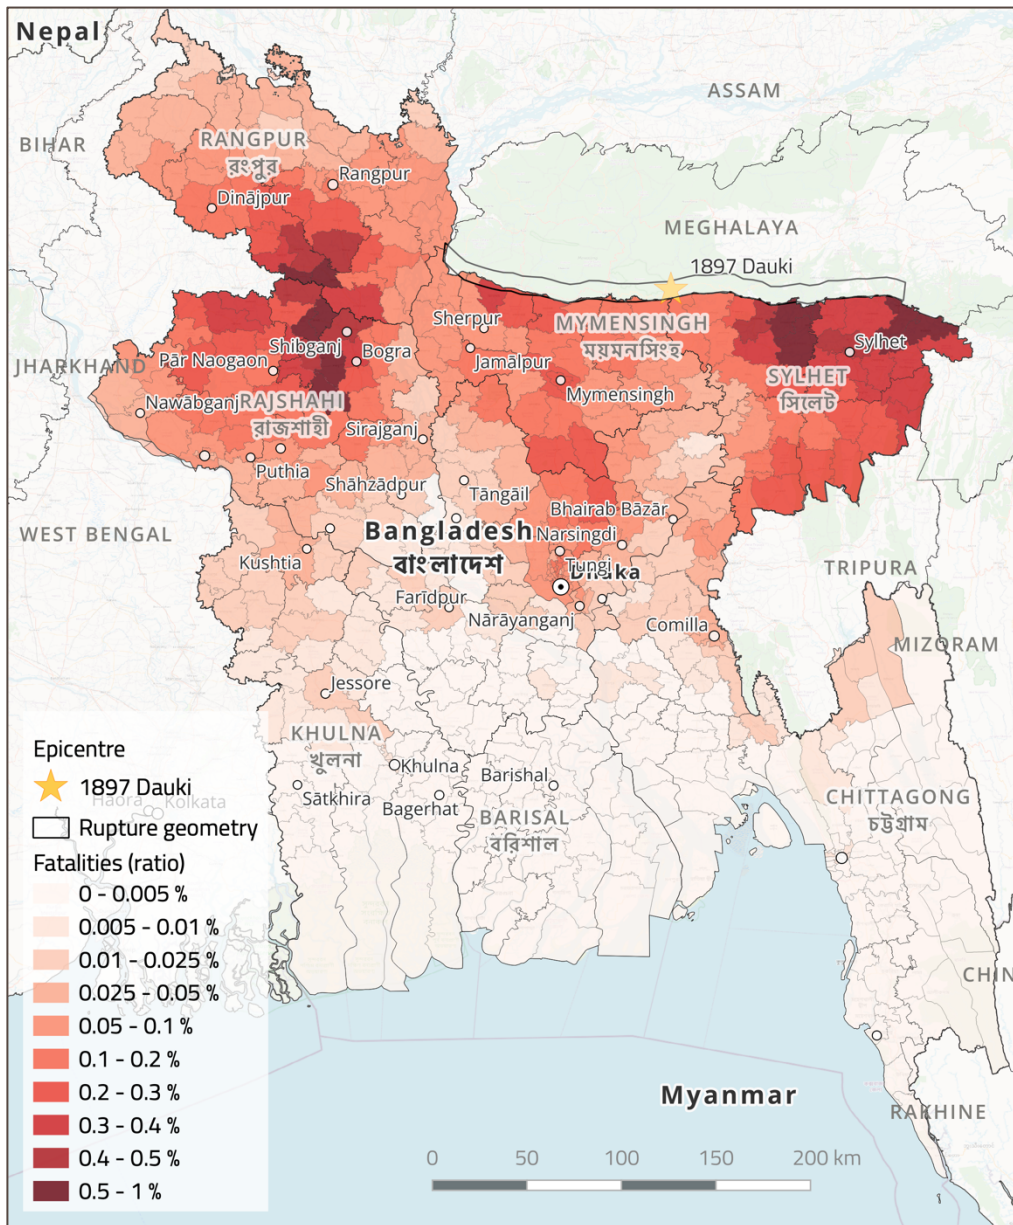 Nepal
ASSAM
BIHAR
RANGPUR
রংপুর
Rangpur
Dinājpur
MEGHALAYA
1897 Dauki
Sherpur
MYMENSINGH
ময়মনসিংহ
Shibganj
Bogra
Sylhet
JHARKHAND
Pār Naogaon
Jamālpur
SYLHET
সিলেট
Nawābganj
RAJSHAHI
রাজশাহী
Mymensingh
Sirajganj
Puthia
Shāhzādpur
Tāngāil
Bhairab Bāzār
WEST BENGAL
Bangladesh
বাংলাদেশ
Narsingdi
Kushtia
Tungi
Dhaka
TRIPURA
Farīdpur
Nārāyanganj
Comilla
MIZORAM
Jessore
KHULNA
খুলনা
Khulna
Barishal
Sātkhira
Bagerhat
BARISAL
বরিশাল
CHITTAGONG
চট্টগ্রাম
CHIN
Myanmar
RAKHINE
Epicentre
1897 Dauki
Haora
Kolkata
Rupture geometry
Fatalities (ratio)
0 - 0.005 %
0.005 - 0.01 %
0.01 - 0.025 %
0.025 - 0.05 %
0.05 - 0.1 %
0.1 - 0.2 %
0.2 - 0.3 %
0.3 - 0.4 %
0.4 - 0.5 %
0.5 - 1 %
0 50 100 150 200 km